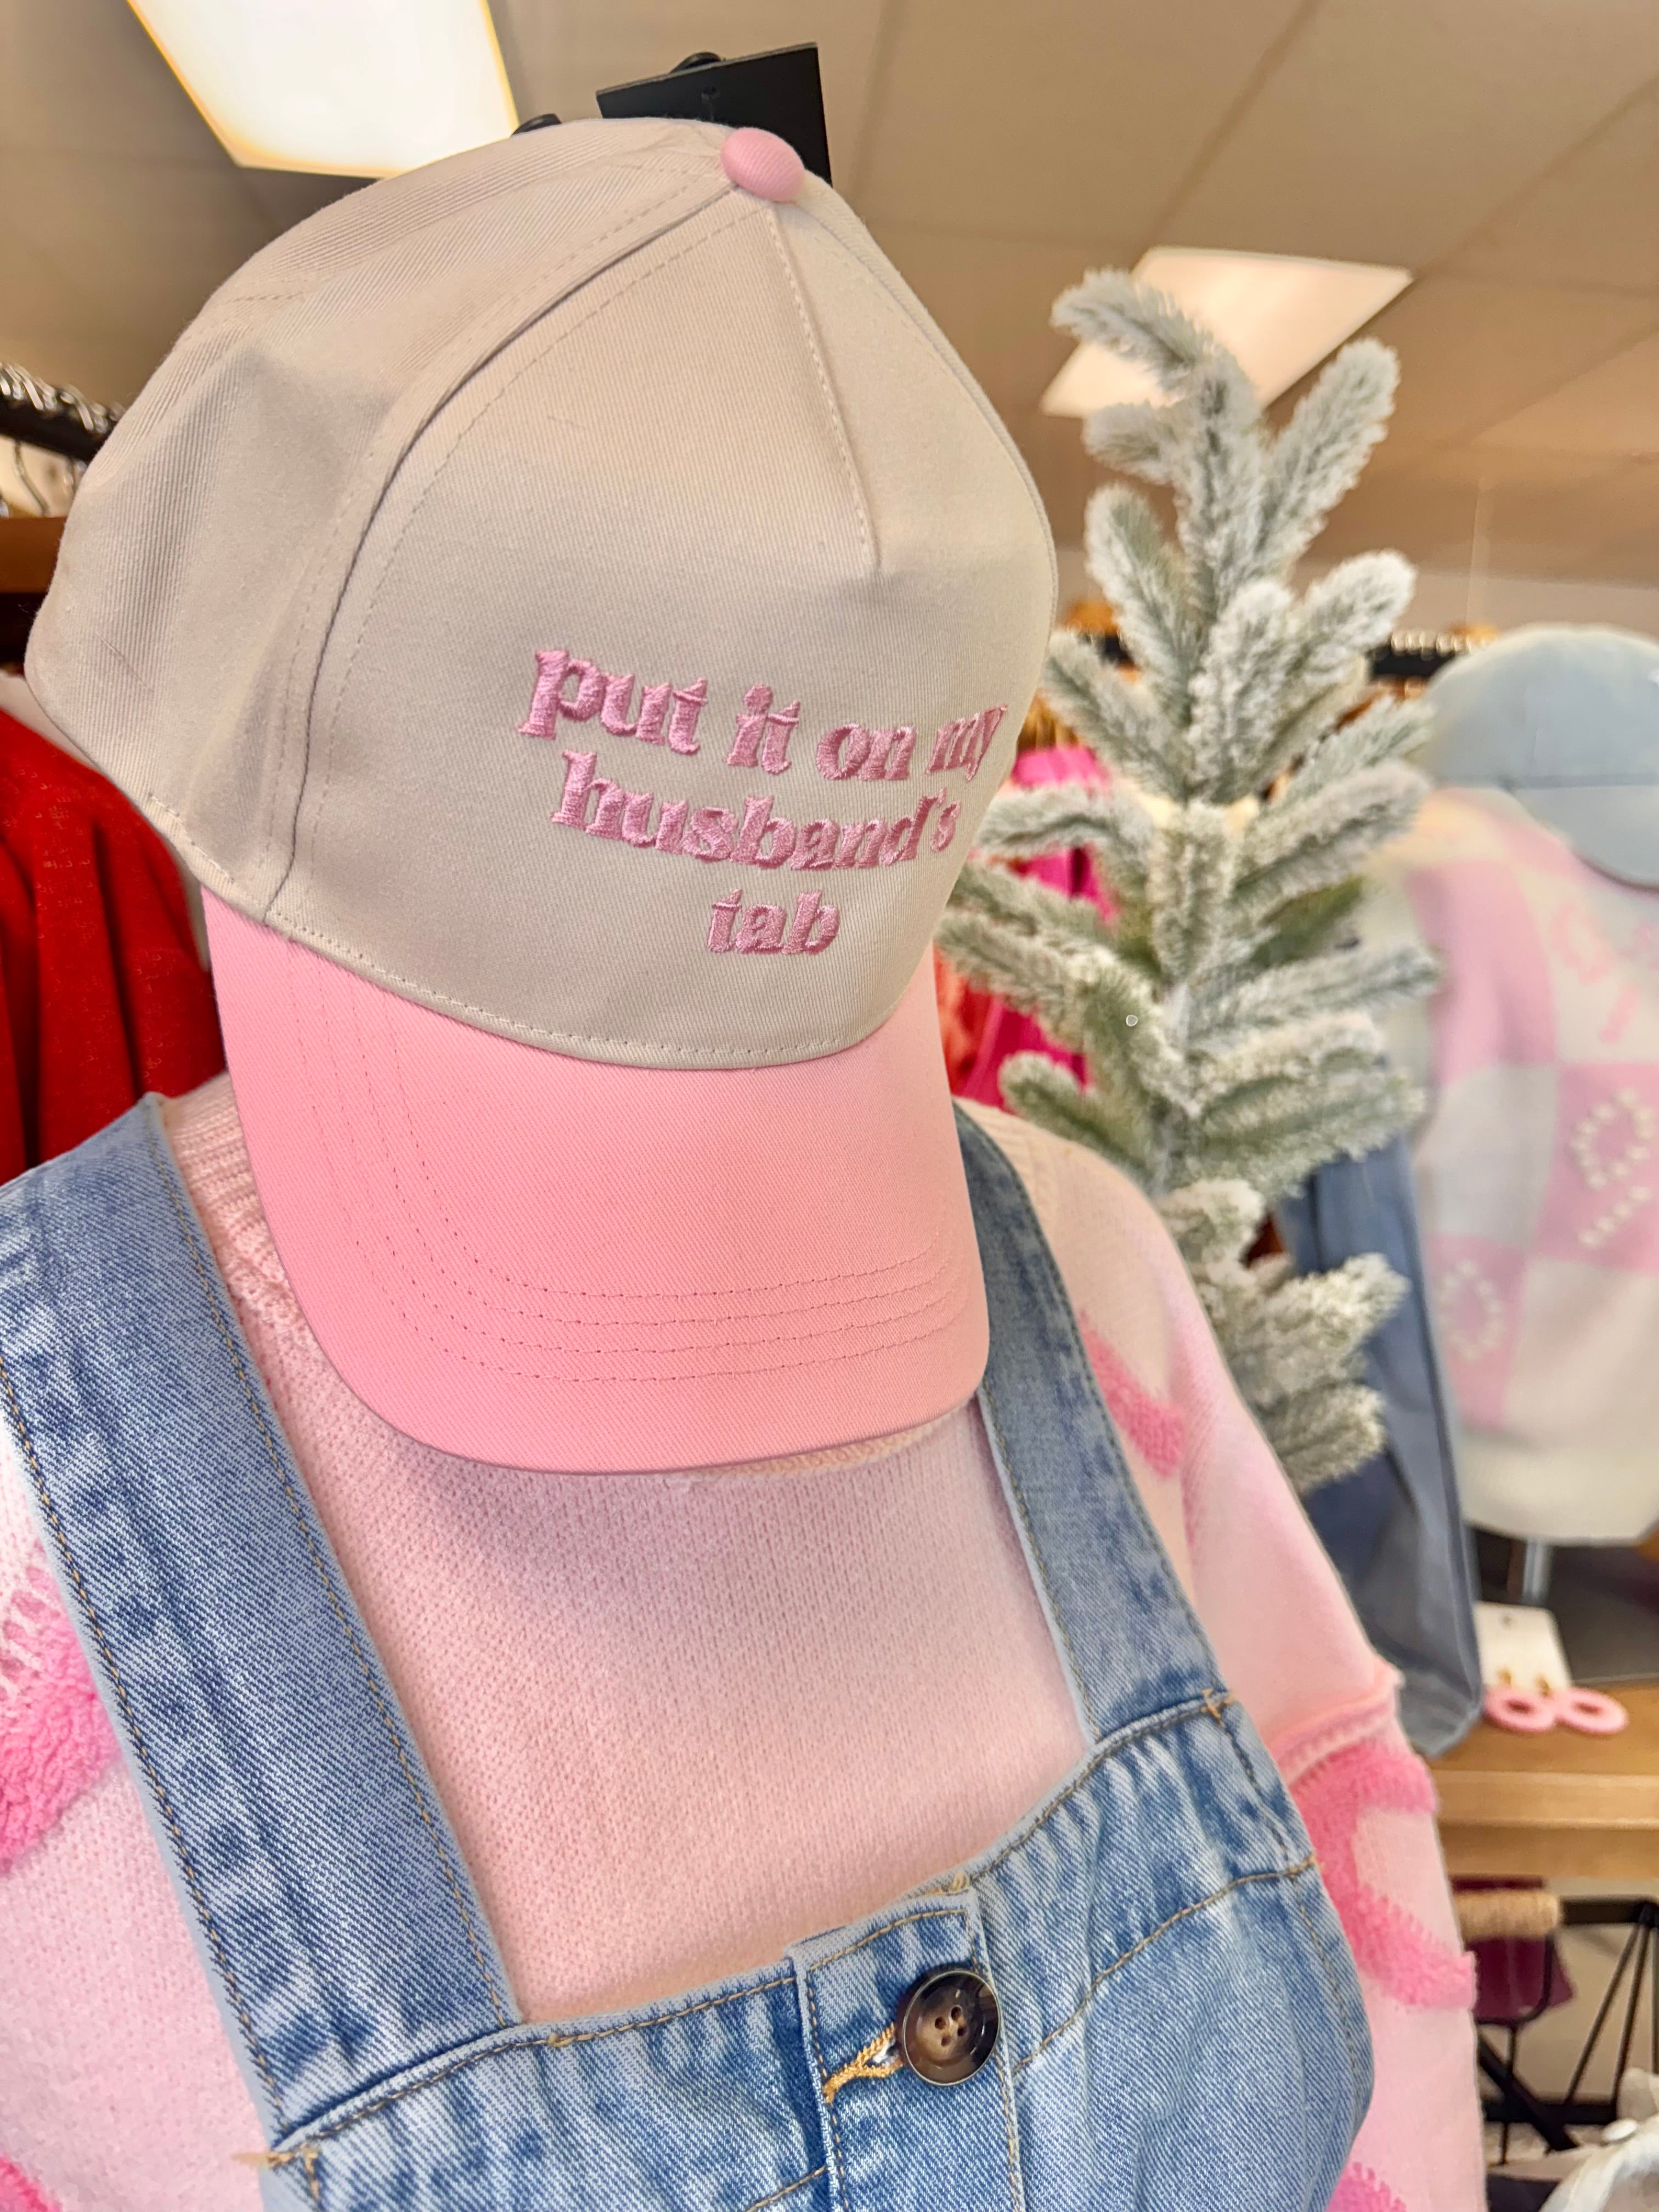 put it on my
husband's
tab